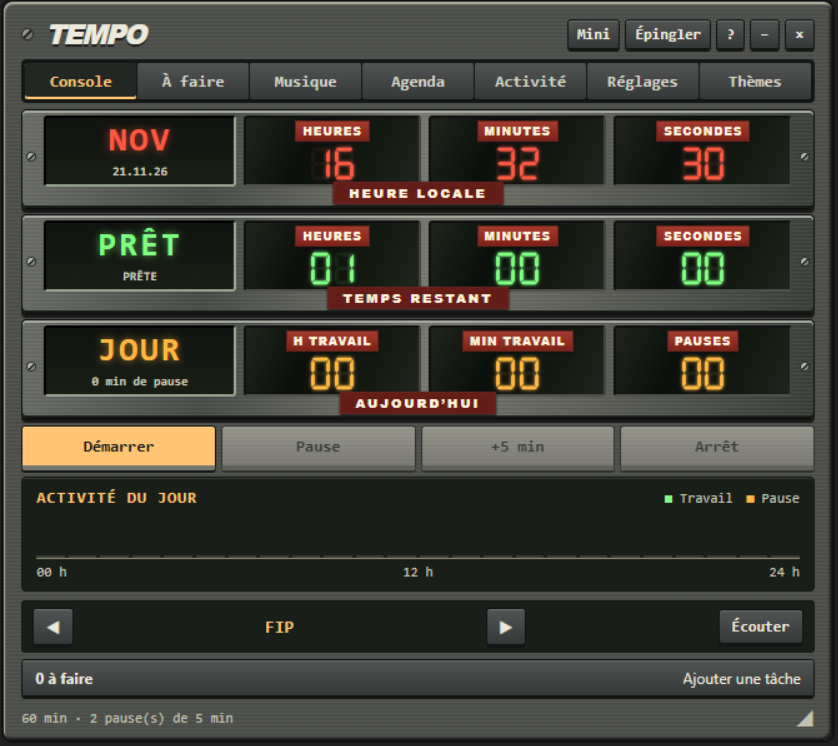 TEMPO
Mini Épingler ? – ×
Console À faire Musique Agenda Activité Réglages Thèmes
HEURES MINUTES SECONDES
NOV
16 32 30
21.11.26
HEURE LOCALE
HEURES MINUTES SECONDES
PRÊT
01 00 00
PRÊTE
TEMPS RESTANT
H TRAVAIL MIN TRAVAIL PAUSES
JOUR
00 00 00
0 min de pause
AUJOURD'HUI
Démarrer Pause +5 min Arrêt
ACTIVITÉ DU JOUR Travail Pause
00 h 12 h 24 h
◀ FIP ▶ Écouter
0 à faire Ajouter une tâche
60 min · 2 pause(s) de 5 min